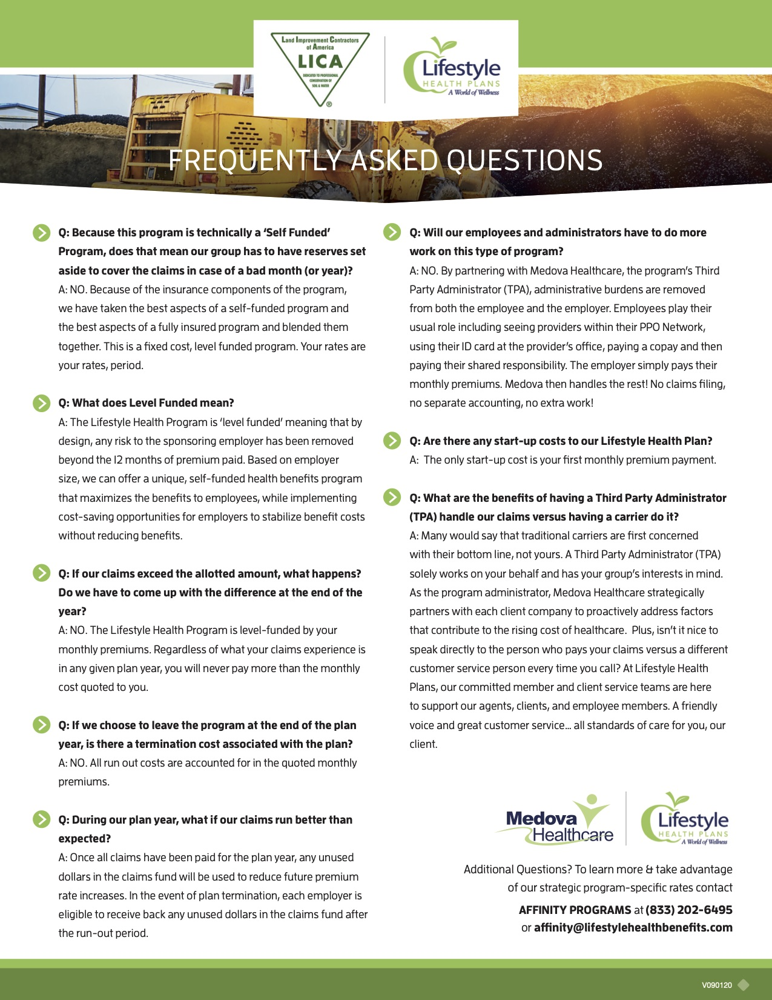 Land Improvement Contractors
of America
LICA
DEDICATED TO PROFESSIONAL
CONSERVATION OF
SOIL & WATER
®
Lifestyle
HEALTH PLANS
A World of Wellness
FREQUENTLY ASKED QUESTIONS
Q: Because this program is technically a ‘Self Funded’
Program, does that mean our group has to have reserves set
aside to cover the claims in case of a bad month (or year)?
A: NO. Because of the insurance components of the program,
we have taken the best aspects of a self-funded program and
the best aspects of a fully insured program and blended them
together. This is a fixed cost, level funded program. Your rates are
your rates, period.
Q: What does Level Funded mean?
A: The Lifestyle Health Program is ‘level funded’ meaning that by
design, any risk to the sponsoring employer has been removed
beyond the 12 months of premium paid. Based on employer
size, we can offer a unique, self-funded health benefits program
that maximizes the benefits to employees, while implementing
cost-saving opportunities for employers to stabilize benefit costs
without reducing benefits.
Q: If our claims exceed the allotted amount, what happens?
Do we have to come up with the difference at the end of the
year?
A: NO. The Lifestyle Health Program is level-funded by your
monthly premiums. Regardless of what your claims experience is
in any given plan year, you will never pay more than the monthly
cost quoted to you.
Q: If we choose to leave the program at the end of the plan
year, is there a termination cost associated with the plan?
A: NO. All run out costs are accounted for in the quoted monthly
premiums.
Q: During our plan year, what if our claims run better than
expected?
A: Once all claims have been paid for the plan year, any unused
dollars in the claims fund will be used to reduce future premium
rate increases. In the event of plan termination, each employer is
eligible to receive back any unused dollars in the claims fund after
the run-out period.
Q: Will our employees and administrators have to do more
work on this type of program?
A: NO. By partnering with Medova Healthcare, the program’s Third
Party Administrator (TPA), administrative burdens are removed
from both the employee and the employer. Employees play their
usual role including seeing providers within their PPO Network,
using their ID card at the provider’s office, paying a copay and then
paying their shared responsibility. The employer simply pays their
monthly premiums. Medova then handles the rest! No claims filing,
no separate accounting, no extra work!
Q: Are there any start-up costs to our Lifestyle Health Plan?
A:  The only start-up cost is your first monthly premium payment.
Q: What are the benefits of having a Third Party Administrator
(TPA) handle our claims versus having a carrier do it?
A: Many would say that traditional carriers are first concerned
with their bottom line, not yours. A Third Party Administrator (TPA)
solely works on your behalf and has your group’s interests in mind.
As the program administrator, Medova Healthcare strategically
partners with each client company to proactively address factors
that contribute to the rising cost of healthcare.  Plus, isn’t it nice to
speak directly to the person who pays your claims versus a different
customer service person every time you call? At Lifestyle Health
Plans, our committed member and client service teams are here
to support our agents, clients, and employee members. A friendly
voice and great customer service... all standards of care for you, our
client.
Medova
Healthcare
Lifestyle
HEALTH PLANS
A World of Wellness
Additional Questions? To learn more & take advantage
of our strategic program-specific rates contact
AFFINITY PROGRAMS at (833) 202-6495
or affinity@lifestylehealthbenefits.com
V090120